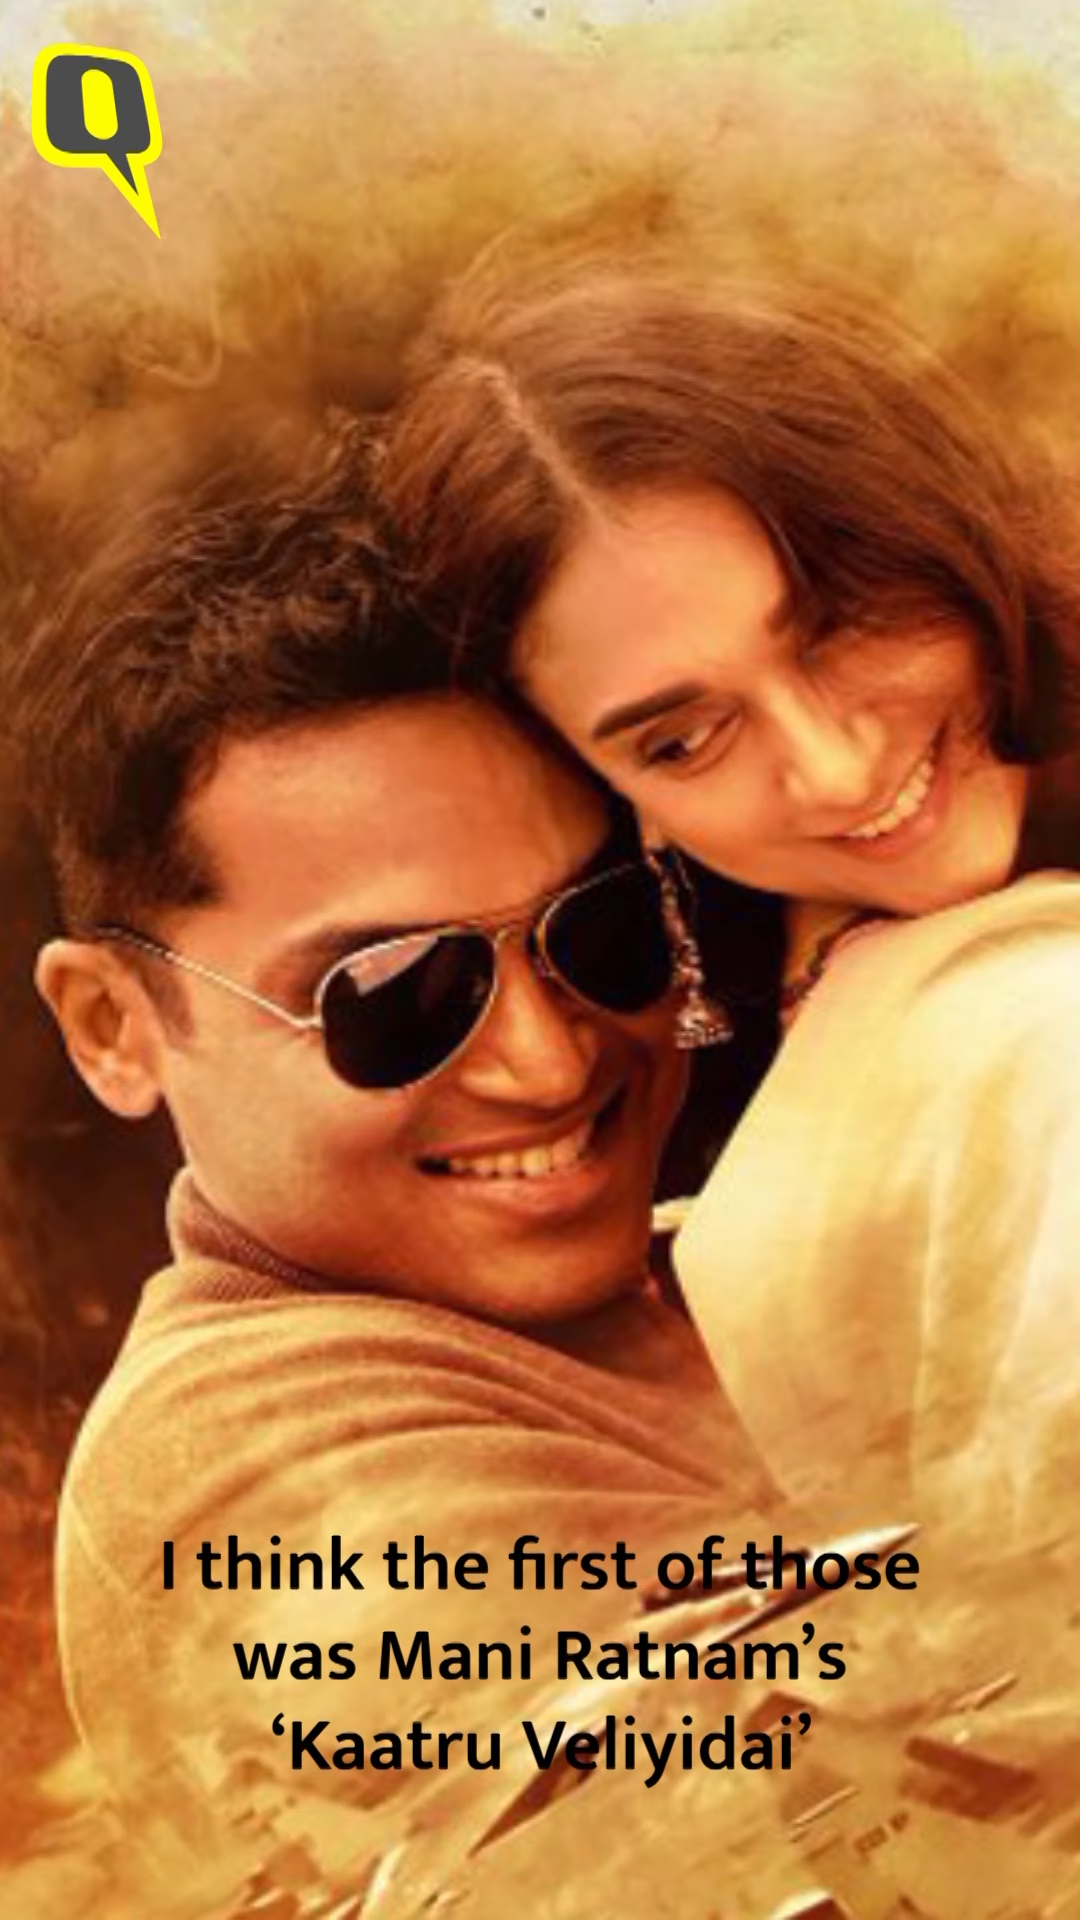 Q
I think the first of those
was Mani Ratnam’s
‘Kaatru Veliyidai’